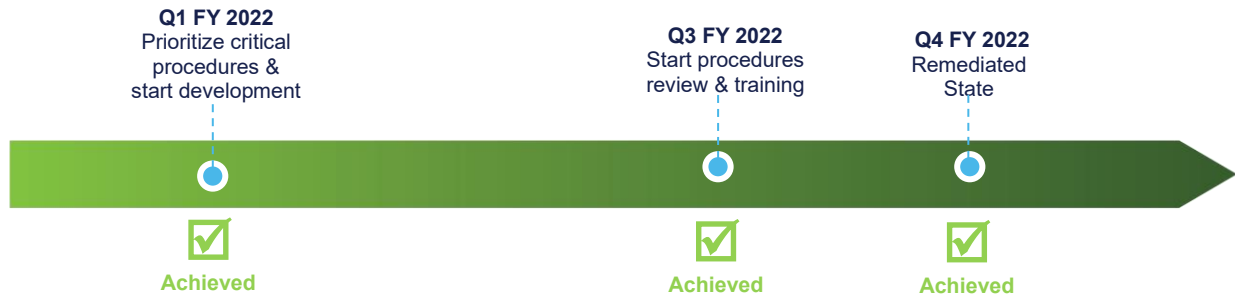 Q1 FY 2022
Prioritize critical
procedures &
start development
Q3 FY 2022
Start procedures
review & training
Q4 FY 2022
Remediated
State
Achieved
Achieved
Achieved